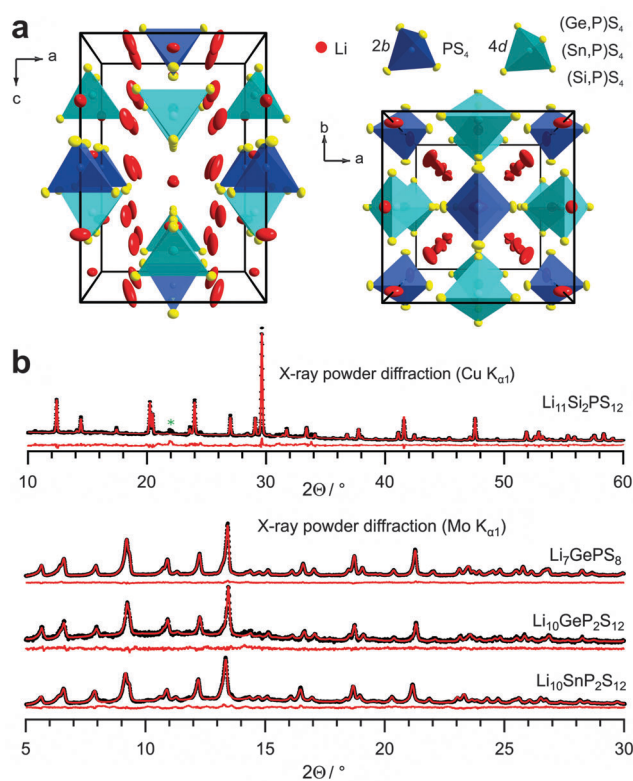 a
a
c
Li
2b
PS₄
4d
(Ge,P)S₄
(Sn,P)S₄
(Si,P)S₄
b
a
b
X-ray powder diffraction (Cu Kα1)
Li₁₁Si₂PS₁₂
*
10 20 30 40 50 60
2Θ / °
X-ray powder diffraction (Mo Kα1)
Li₇GePS₈
Li₁₀GeP₂S₁₂
Li₁₀SnP₂S₁₂
5 10 15 20 25 30
2Θ / °